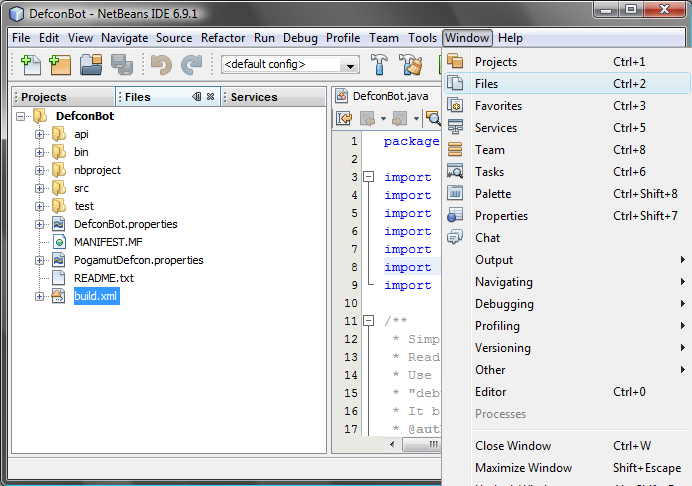 DefconBot - NetBeans IDE 6.9.1
File Edit View Navigate Source Refactor Run Debug Profile Team Tools Window Help
<default config>
Projects Files Services
DefconBot
api
bin
nbproject
src
test
DefconBot.properties
MANIFEST.MF
PogamutDefcon.properties
README.txt
build.xml
DefconBot.java
1 package
2
3 import
4 import
5 import
6 import
7 import
8 import
9 import
10
11 /**
12 * Simp
13 * Read
14 * Use
15 * "deb
16 * It b
17 * @aut
Projects Ctrl+1
Files Ctrl+2
Favorites Ctrl+3
Services Ctrl+5
Team Ctrl+8
Tasks Ctrl+6
Palette Ctrl+Shift+8
Properties Ctrl+Shift+7
Chat
Output
Navigating
Debugging
Profiling
Versioning
Other
Editor Ctrl+0
Processes
Close Window Ctrl+W
Maximize Window Shift+Escape